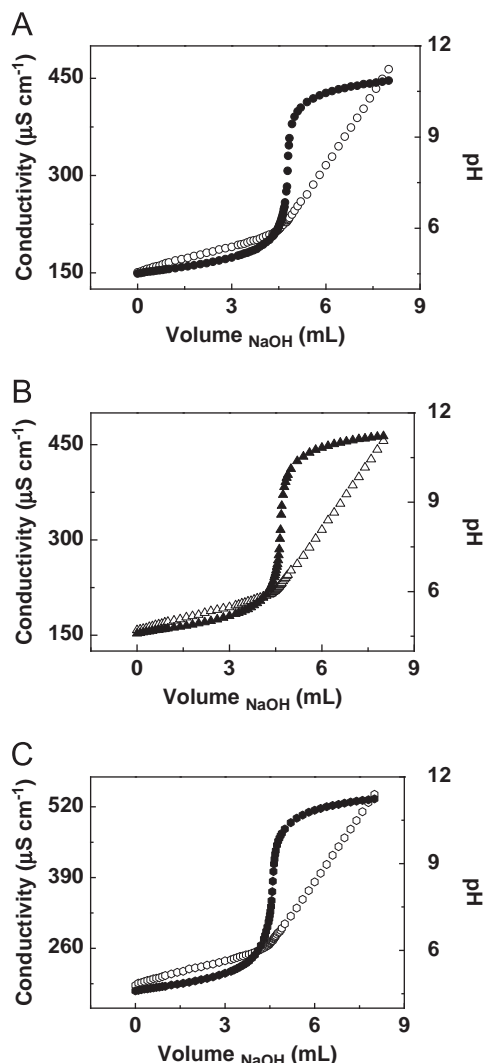 A
12
450
9
300
6
150
0
3
6
9
Conductivity (µS cm⁻¹)
pH
Volume NaOH (mL)
B
12
450
9
300
6
150
0
3
6
9
Conductivity (µS cm⁻¹)
pH
Volume NaOH (mL)
C
12
520
9
390
6
260
0
3
6
9
Conductivity (µS cm⁻¹)
pH
Volume NaOH (mL)